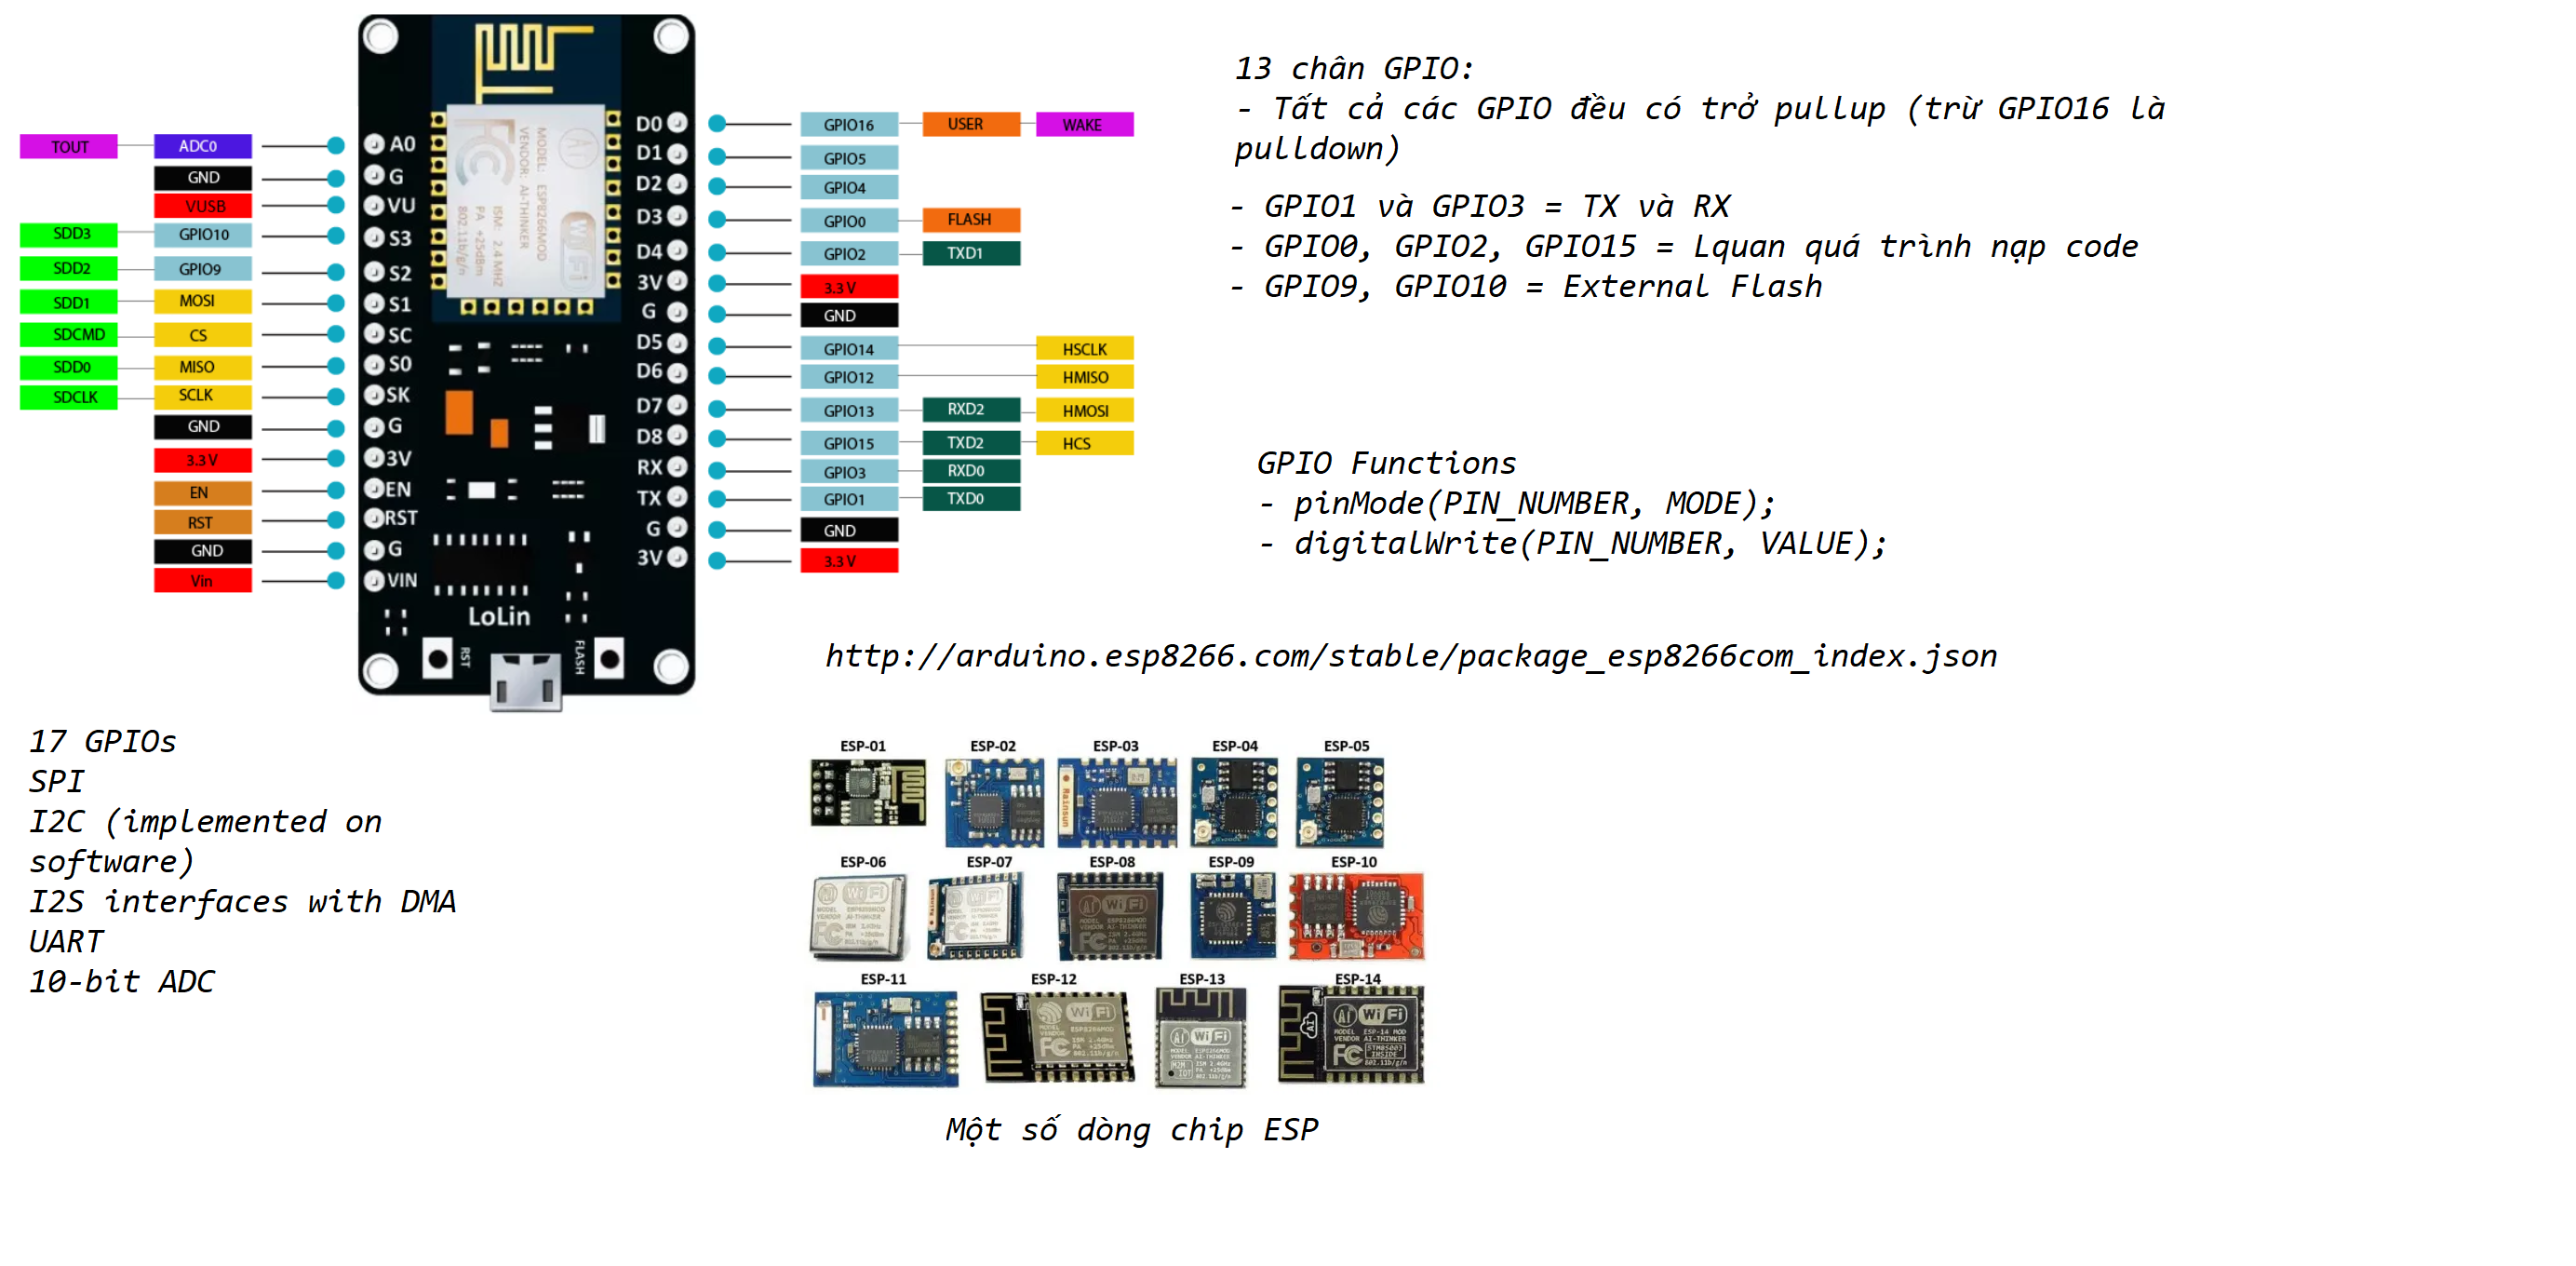 TOUT ADC0
GND
VUSB
SDD3 GPIO10
SDD2 GPIO9
SDD1 MOSI
SDCMD CS
SDD0 MISO
SDCLK SCLK
GND
3.3 V
EN
RST
GND
Vin
A0
G
VU
S3
S2
S1
SC
S0
SK
G
3V
EN
RST
G
VIN
MODEL: ESP8266MOD
VENDOR: AI-THINKER
ISM: 2.4 MHZ
PA +25dBm
802.11b/g/n
Ai
WiFi
FC
D0
D1
D2
D3
D4
3V
G
D5
D6
D7
D8
RX
TX
G
3V
LoLin
RST
FLASH
GPIO16 USER WAKE
GPIO5
GPIO4
GPIO0 FLASH
GPIO2 TXD1
3.3 V
GND
GPIO14 HSCLK
GPIO12 HMISO
GPIO13 RXD2 HMOSI
GPIO15 TXD2 HCS
GPIO3 RXD0
GPIO1 TXD0
GND
3.3 V
13 chân GPIO:
- Tất cả các GPIO đều có trở pullup (trừ GPIO16 là
pulldown)
- GPIO1 và GPIO3 = TX và RX
- GPIO0, GPIO2, GPIO15 = Lquan quá trình nạp code
- GPIO9, GPIO10 = External Flash
GPIO Functions
- pinMode(PIN_NUMBER, MODE);
- digitalWrite(PIN_NUMBER, VALUE);
http://arduino.esp8266.com/stable/package_esp8266com_index.json
17 GPIOs
SPI
I2C (implemented on
software)
I2S interfaces with DMA
UART
10-bit ADC
ESP-01 ESP-02 ESP-03 ESP-04 ESP-05
Rainsun
ESP-06 ESP-07 ESP-08 ESP-09 ESP-10
ESP-11 ESP-12 ESP-13 ESP-14
Một số dòng chip ESP